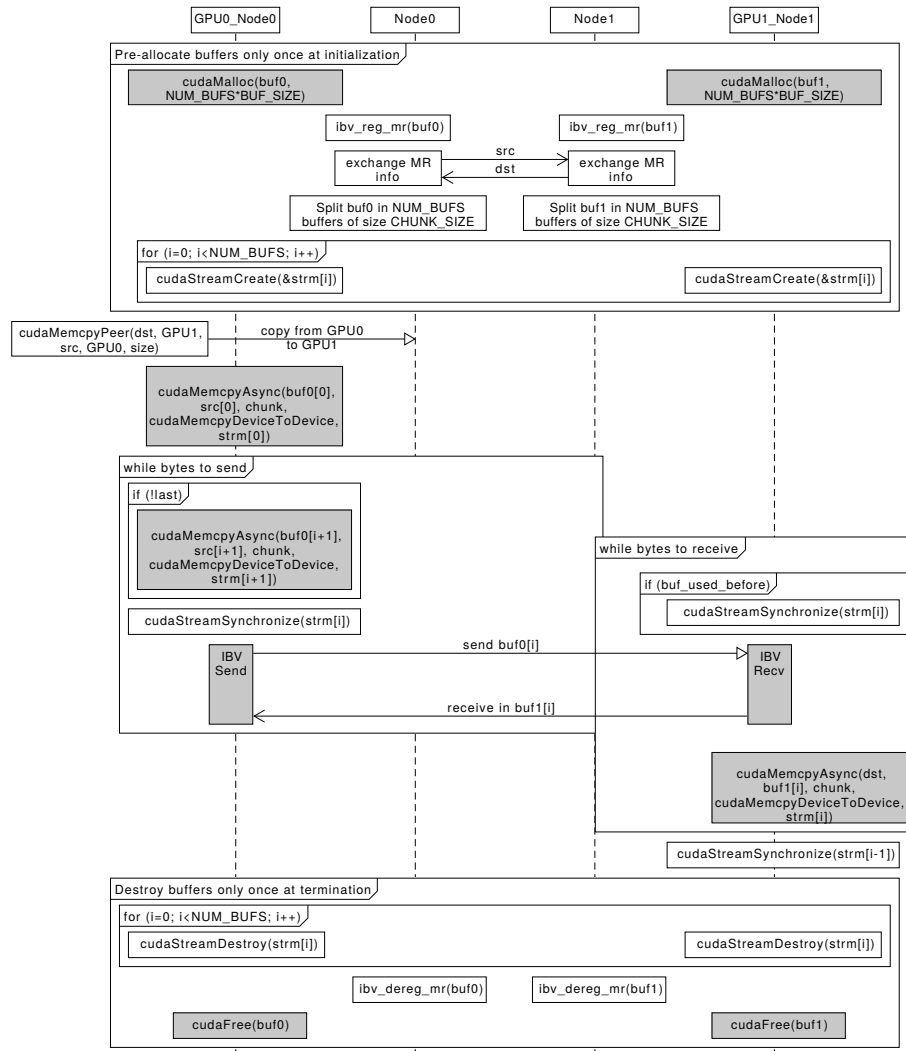 GPU0_Node0
Node0
Node1
GPU1_Node1
Pre-allocate buffers only once at initialization
cudaMalloc(buf0,
NUM_BUFS*BUF_SIZE)
cudaMalloc(buf1,
NUM_BUFS*BUF_SIZE)
ibv_reg_mr(buf0)
ibv_reg_mr(buf1)
exchange MR
info
src
dst
exchange MR
info
Split buf0 in NUM_BUFS
buffers of size CHUNK_SIZE
Split buf1 in NUM_BUFS
buffers of size CHUNK_SIZE
for (i=0; i<NUM_BUFS; i++)
cudaStreamCreate(&strm[i])
cudaStreamCreate(&strm[i])
cudaMemcpyPeer(dst, GPU1,
src, GPU0, size)
copy from GPU0
to GPU1
cudaMemcpyAsync(buf0[0],
src[0], chunk,
cudaMemcpyDeviceToDevice,
strm[0])
while bytes to send
if (!last)
cudaMemcpyAsync(buf0[i+1],
src[i+1], chunk,
cudaMemcpyDeviceToDevice,
strm[i+1])
while bytes to receive
if (buf_used_before)
cudaStreamSynchronize(strm[i])
cudaStreamSynchronize(strm[i])
IBV
Send
send buf0[i]
IBV
Recv
receive in buf1[i]
cudaMemcpyAsync(dst,
buf1[i], chunk,
cudaMemcpyDeviceToDevice,
strm[i])
cudaStreamSynchronize(strm[i-1])
Destroy buffers only once at termination
for (i=0; i<NUM_BUFS; i++)
cudaStreamDestroy(strm[i])
cudaStreamDestroy(strm[i])
ibv_dereg_mr(buf0)
ibv_dereg_mr(buf1)
cudaFree(buf0)
cudaFree(buf1)